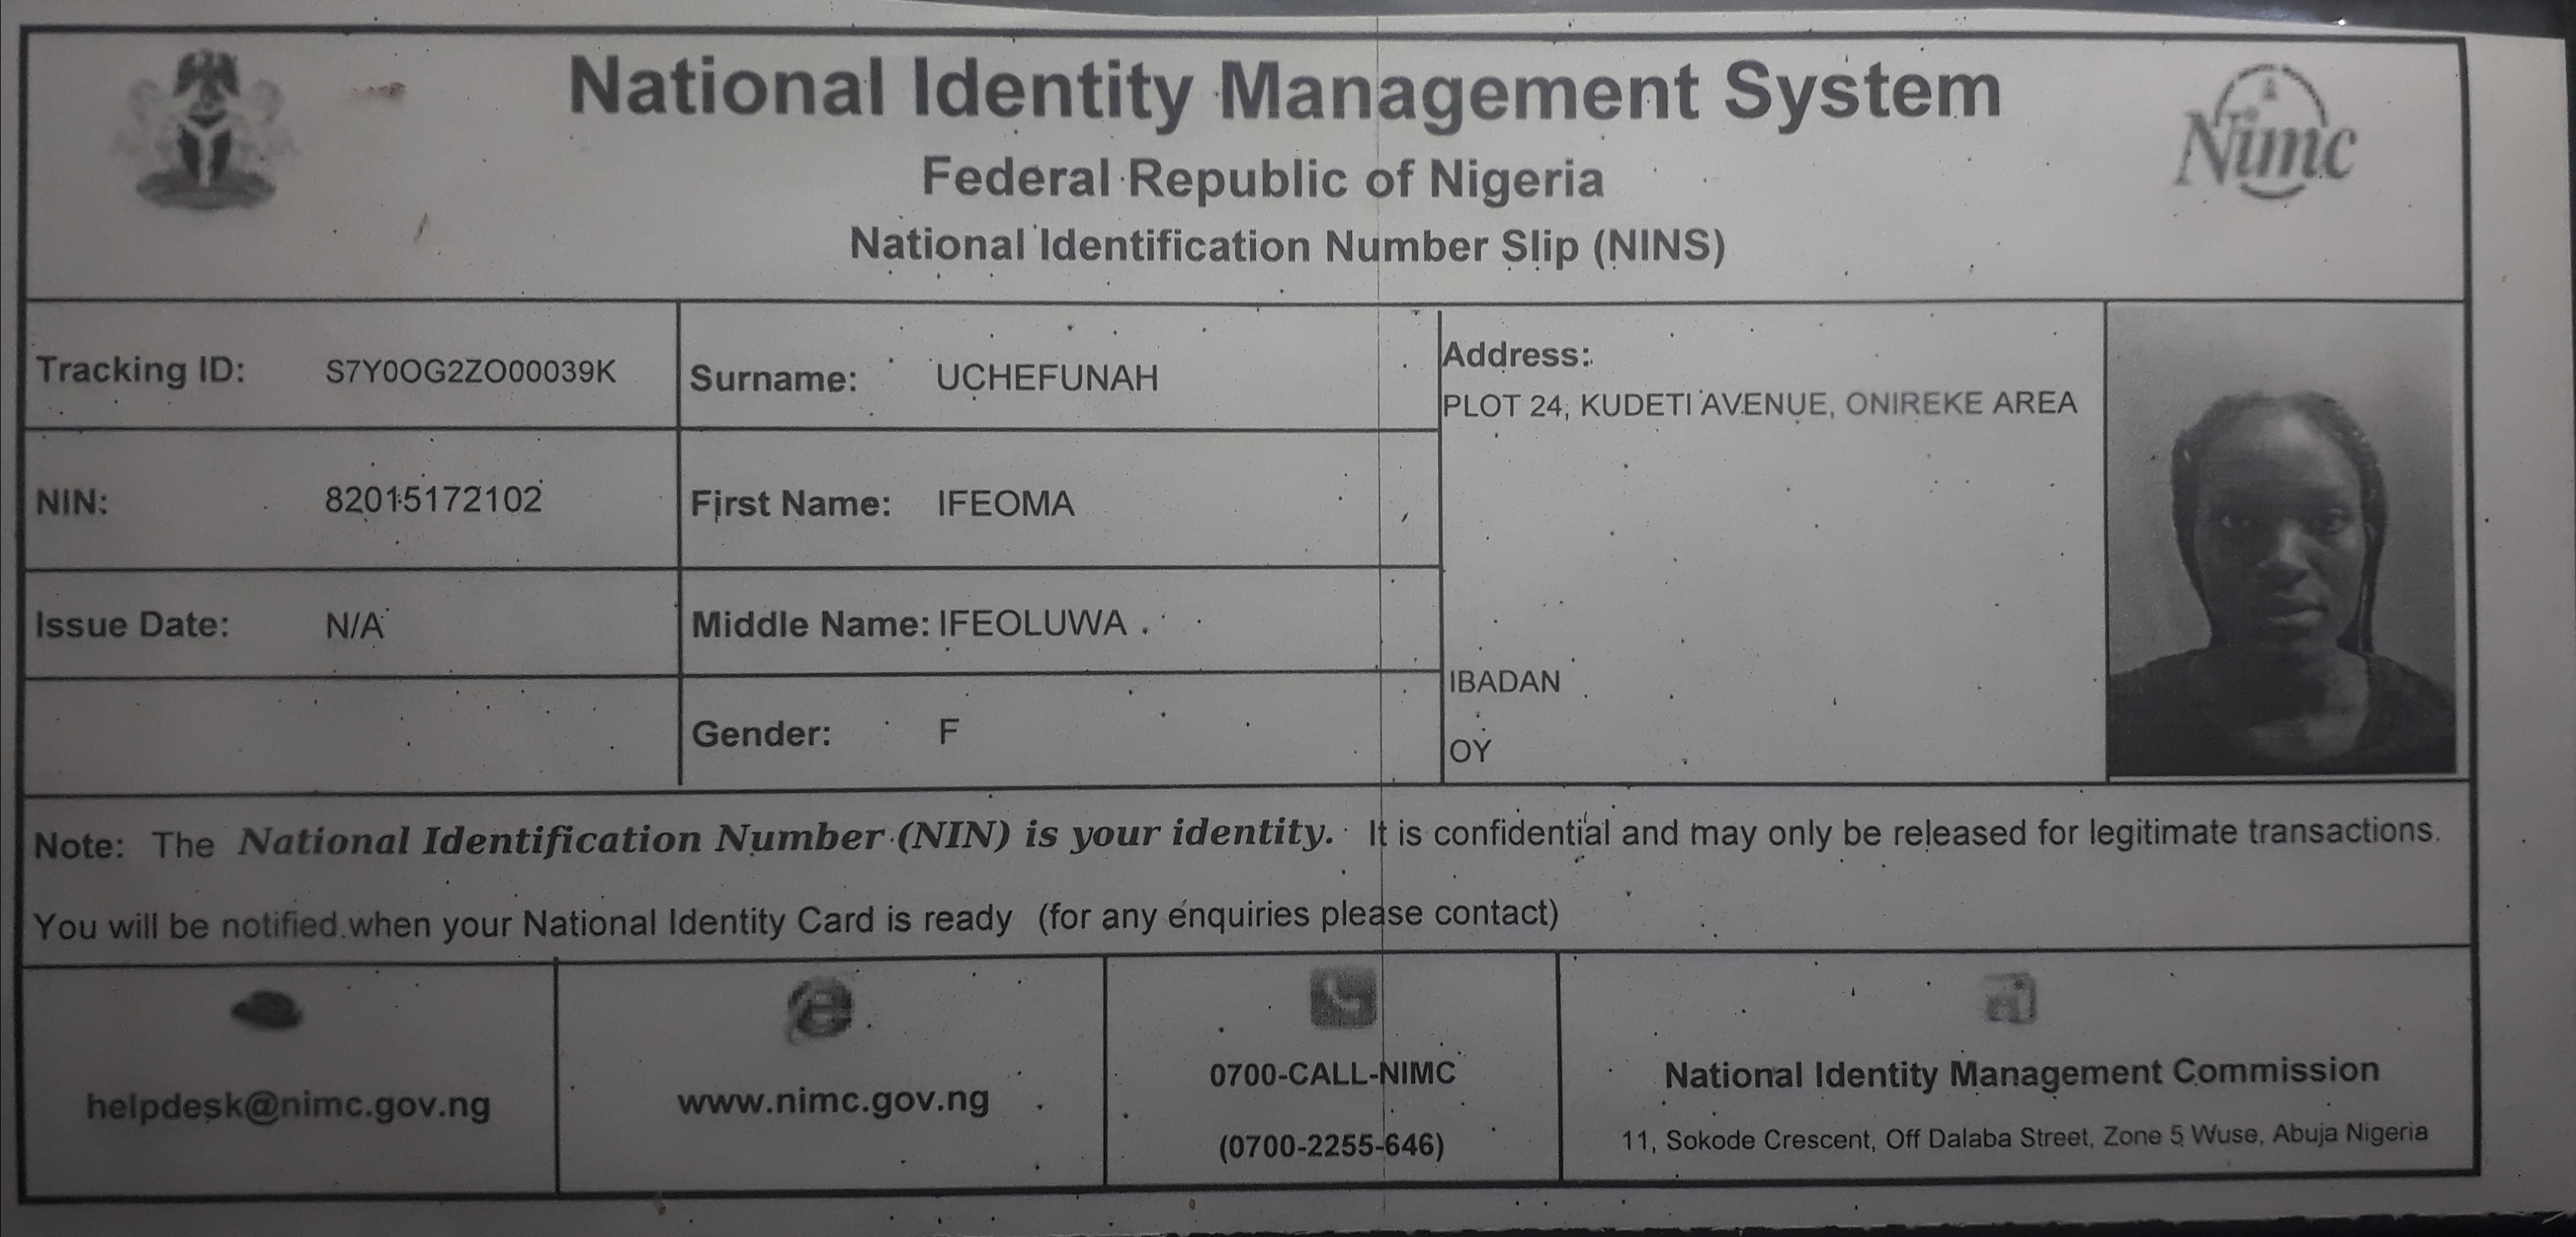 National Identity Management System
Federal Republic of Nigeria
National Identification Number Slip (NINS)
Nimc
Tracking ID: S7Y0OG2ZO00039K
Surname: UCHEFUNAH
Address:
PLOT 24, KUDETI AVENUE, ONIREKE AREA
NIN: 82015172102
First Name: IFEOMA
Issue Date: N/A
Middle Name: IFEOLUWA
IBADAN
Gender: F
OY
Note: The National Identification Number (NIN) is your identity. It is confidential and may only be released for legitimate transactions.
You will be notified when your National Identity Card is ready (for any enquiries please contact)
helpdesk@nimc.gov.ng
www.nimc.gov.ng
0700-CALL-NIMC
(0700-2255-646)
National Identity Management Commission
11, Sokode Crescent, Off Dalaba Street, Zone 5 Wuse, Abuja Nigeria